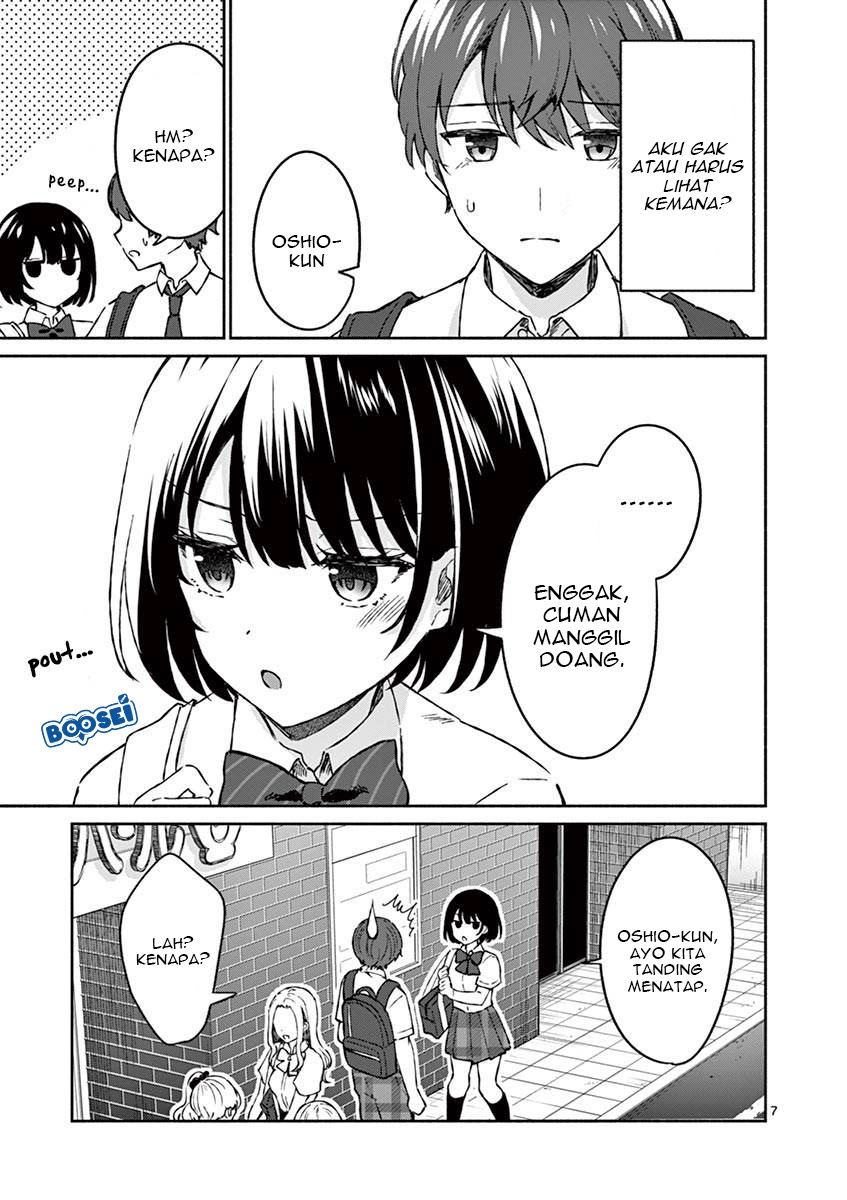 AKU GAK
ATAU HARUS
LIHAT
KEMANA?
OSHIO-
KUN
HM?
KENAPA?
peep...
.......
ENGGAK,
CUMAN
MANGGIL
DOANG.
pout...
BOOSEI
OSHIO-KUN,
AYO KITA
TANDING
MENATAP.
LAH?
KENAPA?
7